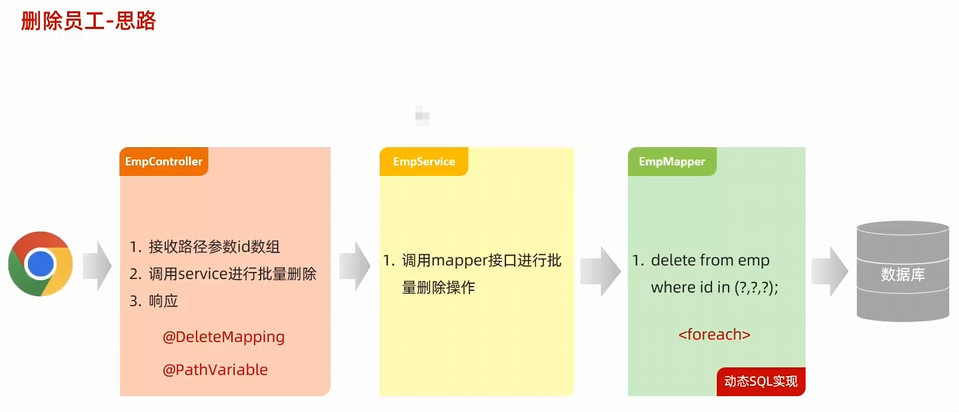 删除员工-思路
EmpController
1. 接收路径参数id数组
2. 调用service进行批量删除
3. 响应
@DeleteMapping
@PathVariable
EmpService
1. 调用mapper接口进行批
量删除操作
EmpMapper
1. delete from emp
where id in (?,?,?);
<foreach>
动态SQL实现
数据库